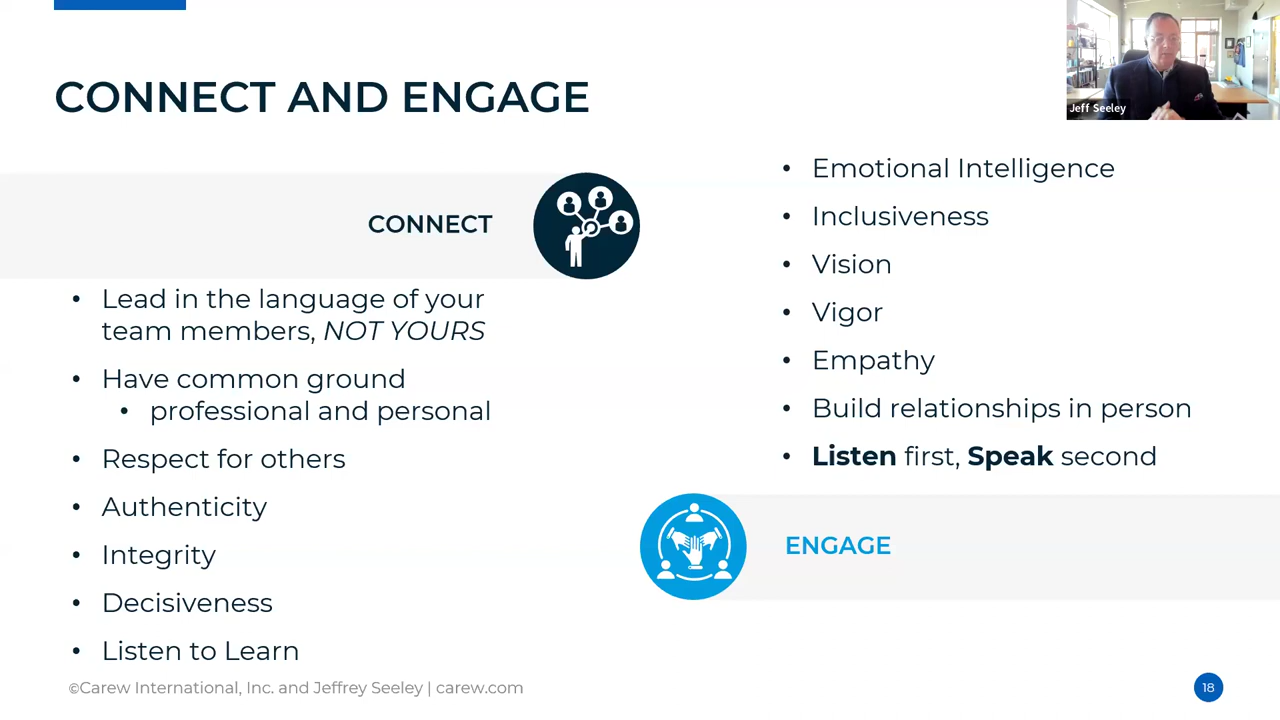 CONNECT AND ENGAGE
Jeff Seeley
CONNECT
• Lead in the language of your
team members, NOT YOURS
• Have common ground
• professional and personal
• Respect for others
• Authenticity
• Integrity
• Decisiveness
• Listen to Learn
• Emotional Intelligence
• Inclusiveness
• Vision
• Vigor
• Empathy
• Build relationships in person
• Listen first, Speak second
ENGAGE
©Carew International, Inc. and Jeffrey Seeley | carew.com
18